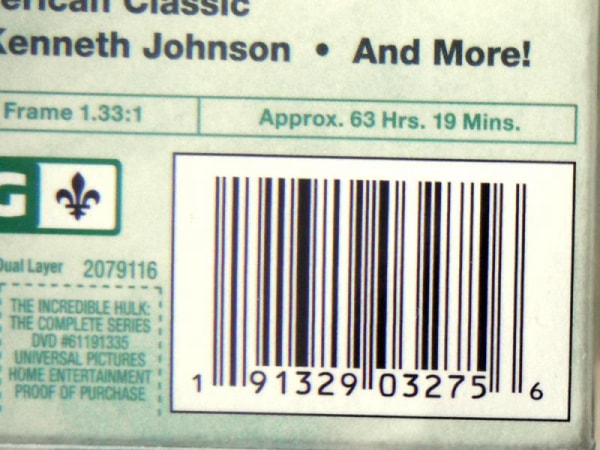 erican Classic
Kenneth Johnson • And More!
Frame 1.33:1
Approx. 63 Hrs. 19 Mins.
G
Dual Layer 2079116
THE INCREDIBLE HULK:
THE COMPLETE SERIES
DVD #61191335
UNIVERSAL PICTURES
HOME ENTERTAINMENT
PROOF OF PURCHASE
1 91329 03275 6